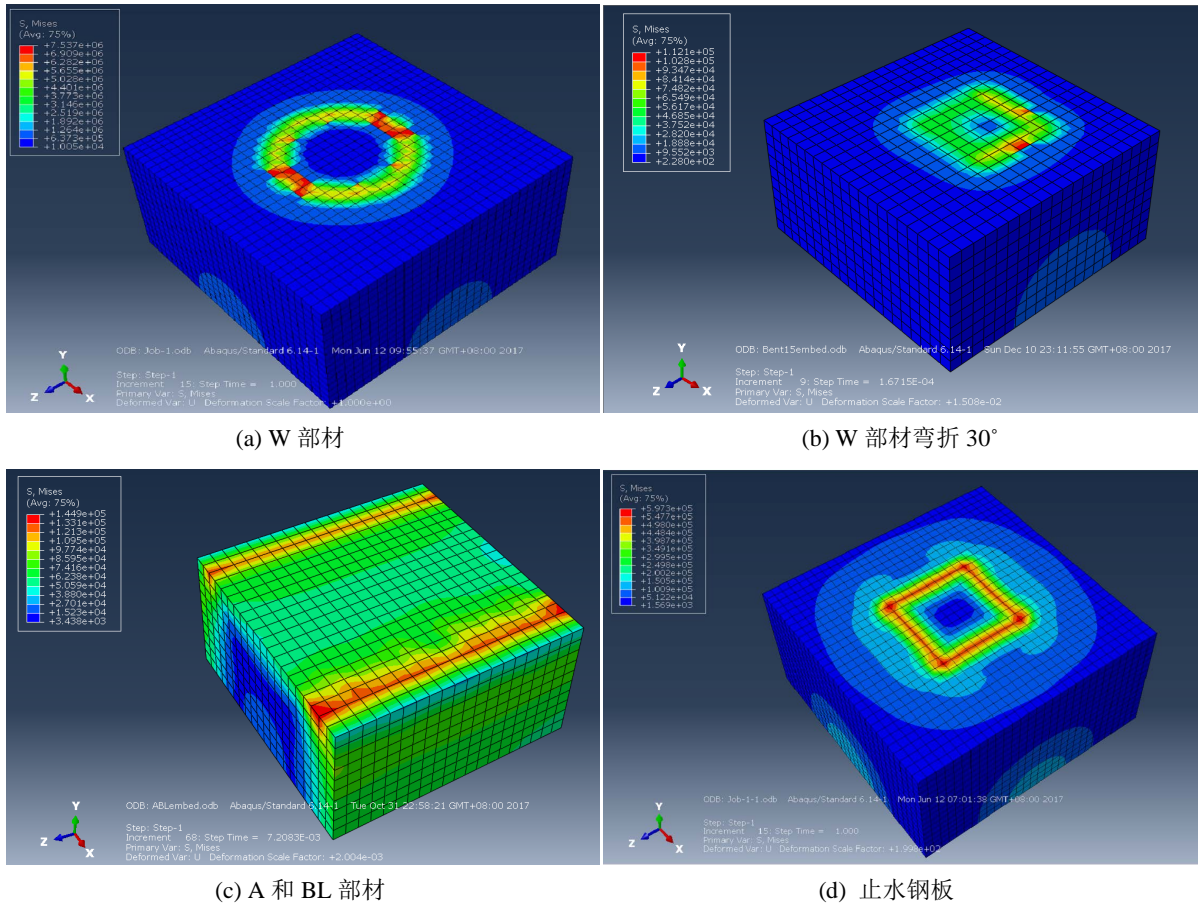 S, Mises
(Avg: 75%)
+7.537e+06
+6.909e+06
+6.282e+06
+5.655e+06
+5.028e+06
+4.401e+06
+3.773e+06
+3.146e+06
+2.519e+06
+1.892e+06
+1.264e+06
+6.373e+05
+1.005e+04
Y
Z
X
ODB: Job-1.odb Abaqus/Standard 6.14-1 Mon Jun 12 09:55:37 GMT+08:00 2017
Step: Step-1
Increment 15: Step Time = 1.000
Primary Var: S, Mises
Deformed Var: U Deformation Scale Factor: +1.000e+00
(a) W 部材
S, Mises
(Avg: 75%)
+1.121e+05
+1.028e+05
+9.347e+04
+8.414e+04
+7.482e+04
+6.549e+04
+5.617e+04
+4.685e+04
+3.752e+04
+2.820e+04
+1.888e+04
+9.552e+03
+2.280e+02
Y
Z
X
ODB: Bent15embed.odb Abaqus/Standard 6.14-1 Sun Dec 10 23:11:55 GMT+08:00 2017
Step: Step-1
Increment 9: Step Time = 1.6715E-04
Primary Var: S, Mises
Deformed Var: U Deformation Scale Factor: +1.508e-02
(b) W 部材弯折 30°
S, Mises
(Avg: 75%)
+1.449e+05
+1.331e+05
+1.213e+05
+1.095e+05
+9.774e+04
+8.595e+04
+7.416e+04
+6.238e+04
+5.059e+04
+3.880e+04
+2.701e+04
+1.523e+04
+3.438e+03
Y
Z
X
ODB: ABLembed.odb Abaqus/Standard 6.14-1 Tue Oct 31 22:58:21 GMT+08:00 2017
Step: Step-1
Increment 68: Step Time = 7.2083E-03
Primary Var: S, Mises
Deformed Var: U Deformation Scale Factor: +2.004e-03
(c) A 和 BL 部材
S, Mises
(Avg: 75%)
+5.973e+05
+5.477e+05
+4.980e+05
+4.484e+05
+3.987e+05
+3.491e+05
+2.995e+05
+2.498e+05
+2.002e+05
+1.505e+05
+1.009e+05
+5.122e+04
+1.569e+03
Y
Z
X
ODB: Job-1-1.odb Abaqus/Standard 6.14-1 Mon Jun 12 07:01:38 GMT+08:00 2017
Step: Step-1
Increment 15: Step Time = 1.000
Primary Var: S, Mises
Deformed Var: U Deformation Scale Factor: +1.998e+02
(d) 止水钢板